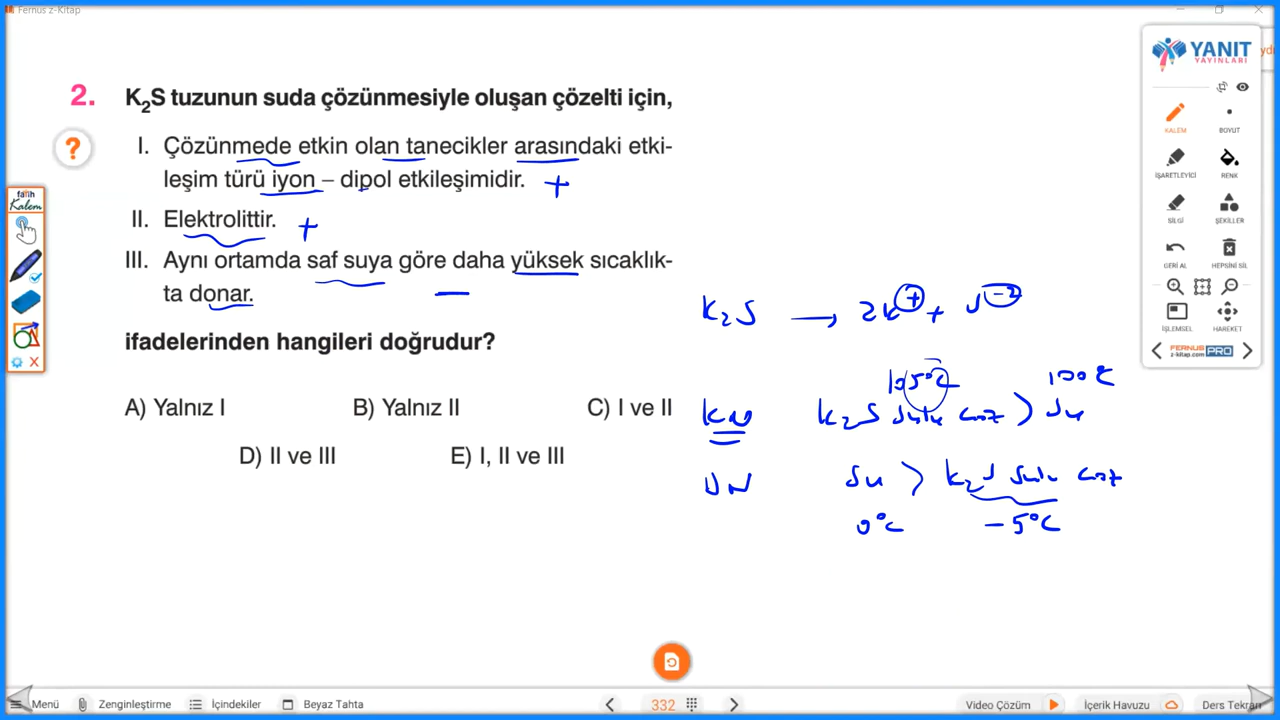 Fernus z-Kitap
2. K₂S tuzunun suda çözünmesiyle oluşan çözelti için,
I. Çözünmede etkin olan tanecikler arasındaki etki-
leşim türü iyon – dipol etkileşimidir. +
II. Elektrolittir. +
III. Aynı ortamda saf suya göre daha yüksek sıcaklık-
ta donar.
ifadelerinden hangileri doğrudur?
A) Yalnız I B) Yalnız II C) I ve II
D) II ve III E) I, II ve III
K₂S → 2K⁺ + S⁻²
105°C 100°C
KN K₂S sulu çöz > Su
DN Su > K₂S sulu çöz
0°C -5°C
fatih
Kalem
YANIT
YAYINLARI
KALEM BOYUT
İŞARETLEYİCİ RENK
SİLGİ ŞEKİLLER
GERİ AL HEPSİNİ SİL
İŞLEMSEL HAREKET
FERNUS
z-kitap.com PRO
Menü Zenginleştirme İçindekiler Beyaz Tahta 332 Video Çözüm İçerik Havuzu Ders Tekrarı